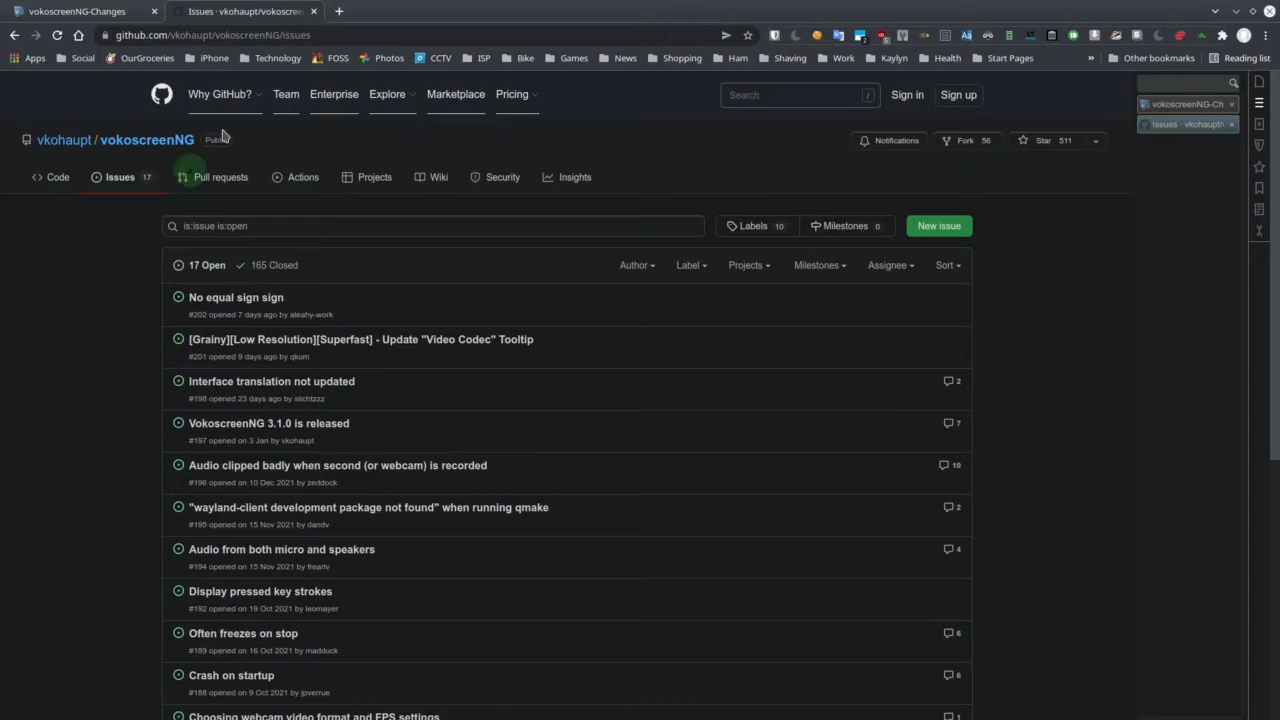 vokoscreenNG-Changes
Issues · vkohaupt/vokoscree
github.com/vkohaupt/vokoscreenNG/issues
Apps Social OurGroceries iPhone Technology FOSS Photos CCTV ISP Bike Games News Shopping Ham Shaving Work Kaylyn Health Start Pages » Other bookmarks Reading list
Why GitHub? Team Enterprise Explore Marketplace Pricing Search / Sign in Sign up
vokoscreenNG-Ch
Issues · vkohaupt/
vkohaupt / vokoscreenNG Notifications Fork 56 Star 511
Code Issues 17 Pull requests Actions Projects Wiki Security Insights
is:issue is:open Labels 10 Milestones 0 New issue
17 Open 165 Closed Author Label Projects Milestones Assignee Sort
No equal sign sign
#202 opened 7 days ago by aleahy-work
[Grainy][Low Resolution][Superfast] - Update "Video Codec" Tooltip
#201 opened 9 days ago by qkum
Interface translation not updated 2
#198 opened 23 days ago by slichtzzz
VokoscreenNG 3.1.0 is released 7
#197 opened on 3 Jan by vkohaupt
Audio clipped badly when second (or webcam) is recorded 10
#196 opened on 10 Dec 2021 by zeddock
"wayland-client development package not found" when running qmake 2
#195 opened on 15 Nov 2021 by dandv
Audio from both micro and speakers 4
#194 opened on 15 Nov 2021 by frearlv
Display pressed key strokes
#192 opened on 19 Oct 2021 by leomayer
Often freezes on stop 6
#189 opened on 16 Oct 2021 by madduck
Crash on startup 6
#188 opened on 9 Oct 2021 by jpverrue
Choosing webcam video format and FPS settings 1